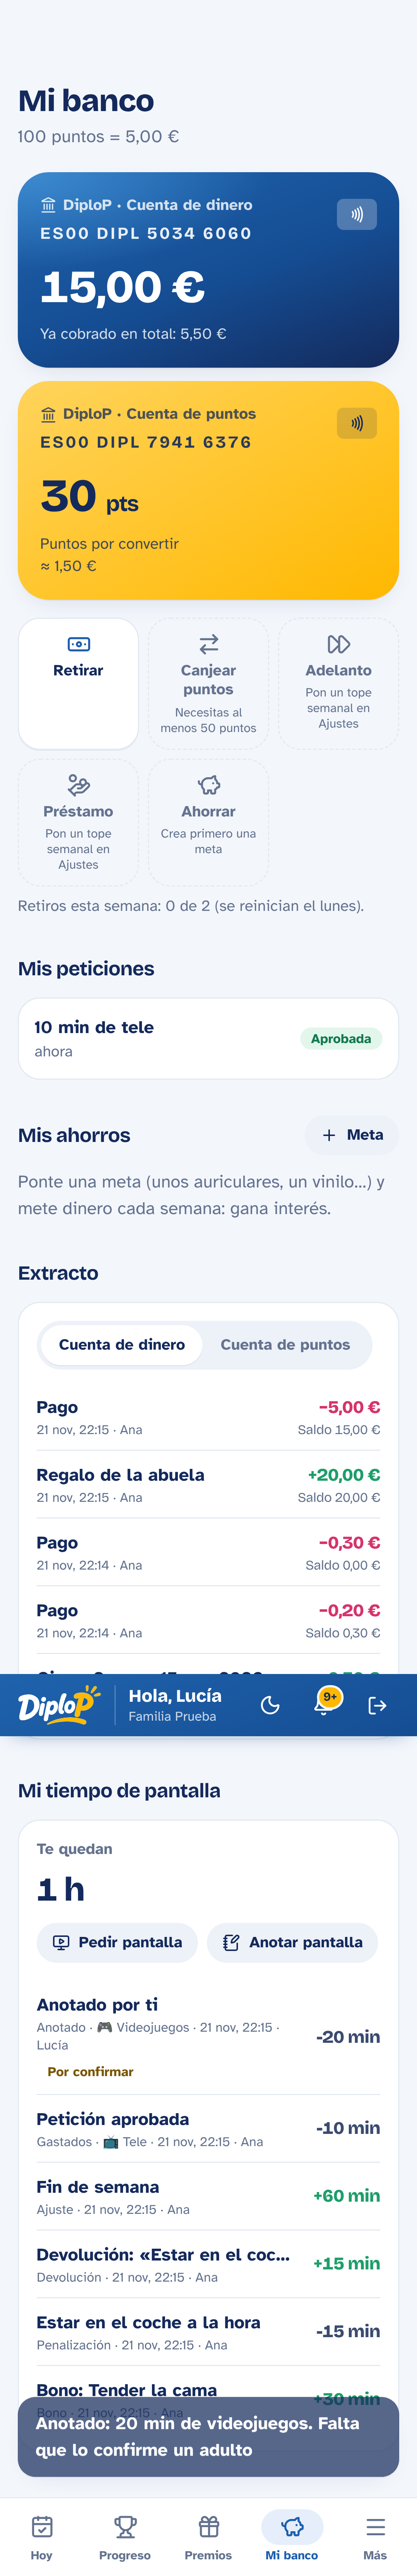 Mi banco
100 puntos = 5,00 €
DiploP · Cuenta de dinero
ES00 DIPL 5034 6060
15,00 €
Ya cobrado en total: 5,50 €
DiploP · Cuenta de puntos
ES00 DIPL 7941 6376
30 pts
Puntos por convertir
≈ 1,50 €
Retirar
Canjear
puntos
Necesitas al
menos 50 puntos
Adelanto
Pon un tope
semanal en
Ajustes
Préstamo
Pon un tope
semanal en
Ajustes
Ahorrar
Crea primero una
meta
Retiros esta semana: 0 de 2 (se reinician el lunes).
Mis peticiones
10 min de tele
ahora
Aprobada
Mis ahorros
+ Meta
Ponte una meta (unos auriculares, un vinilo…) y
mete dinero cada semana: gana interés.
Extracto
Cuenta de dinero
Cuenta de puntos
Pago
−5,00 €
21 nov, 22:15 · Ana
Saldo 15,00 €
Regalo de la abuela
+20,00 €
21 nov, 22:15 · Ana
Saldo 20,00 €
Pago
−0,30 €
21 nov, 22:14 · Ana
Saldo 0,00 €
Pago
−0,20 €
21 nov, 22:14 · Ana
Saldo 0,30 €
DiploP
Hola, Lucía
Familia Prueba
9+
Mi tiempo de pantalla
Te quedan
1 h
Pedir pantalla
Anotar pantalla
Anotado por ti
Anotado · 🎮 Videojuegos · 21 nov, 22:15 ·
Lucía
-20 min
Por confirmar
Petición aprobada
Gastados · 📺 Tele · 21 nov, 22:15 · Ana
-10 min
Fin de semana
Ajuste · 21 nov, 22:15 · Ana
+60 min
Devolución: «Estar en el coc…
Devolución · 21 nov, 22:15 · Ana
+15 min
Estar en el coche a la hora
Penalización · 21 nov, 22:15 · Ana
-15 min
Bono: Tender la cama
Bono · 21 nov, 22:15 · Ana
+30 min
Anotado: 20 min de videojuegos. Falta
que lo confirme un adulto
Hoy
Progreso
Premios
Mi banco
Más